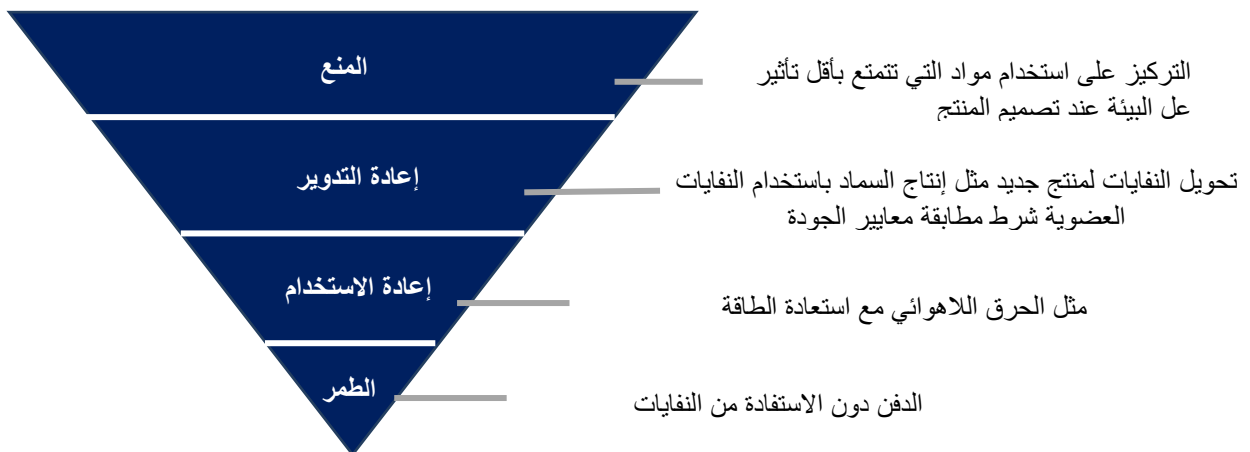 المنع
التركيز على استخدام مواد التي تتمتع بأقل تأثير
عل البيئة عند تصميم المنتج
إعادة التدوير
تحويل النفايات لمنتج جديد مثل إنتاج السماد باستخدام النفايات
العضوية شرط مطابقة معايير الجودة
إعادة الاستخدام
مثل الحرق اللاهوائي مع استعادة الطاقة
الطمر
الدفن دون الاستفادة من النفايات